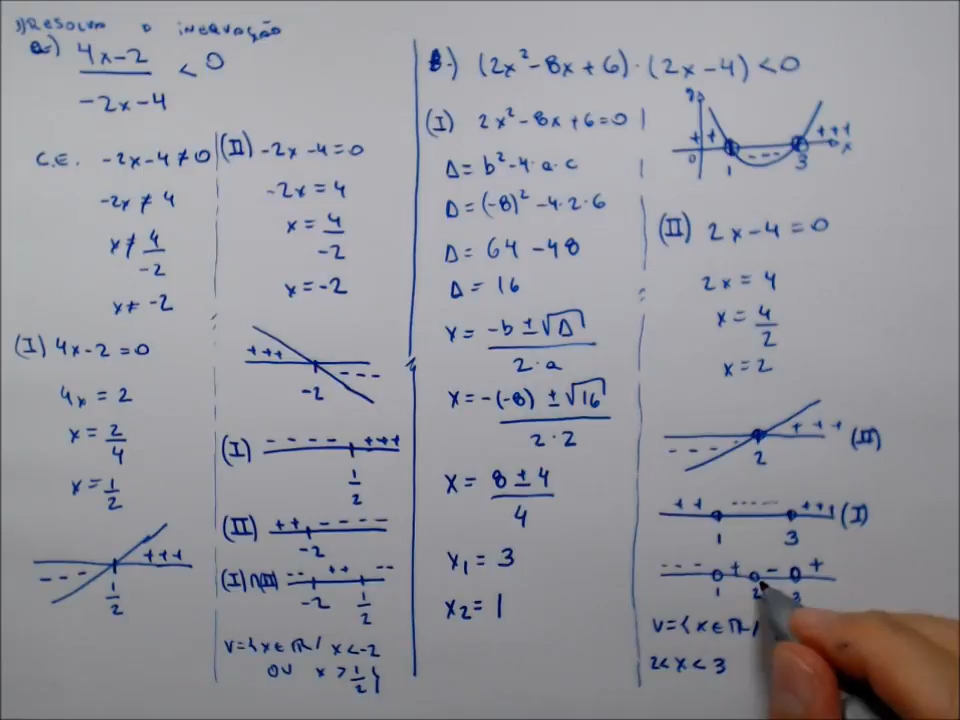 1) RESOLVA A INEQUAÇÃO
a-) 4x-2 / -2x-4 < 0
C.E. -2x-4≠0
-2x≠4
x≠ 4/-2
x≠ -2
(I) 4x-2=0
4x = 2
x= 2/4
x= 1/2
- - - + + +
1/2
(II) -2x-4=0
-2x=4
x= 4/-2
x=-2
+++ - - -
-2
(I) - - - - +++
1/2
(II) ++ - - - -
-2
(I)∩(II) -- ++ --
-2 1/2
V={x∈ℝ/ x<-2
OU x>1/2}
B-) (2x²-8x+6)·(2x-4)<0
(I) 2x²-8x+6=0
Δ= b²-4·a·c
Δ=(-8)²-4·2·6
Δ= 64-48
Δ= 16
x= -b±√Δ / 2·a
x= -(-8) ±√16 / 2·2
x= 8±4 / 4
x₁= 3
x₂= 1
y
+ + - - - +++
0 1 3 x
(II) 2x-4=0
2x=4
x= 4/2
x=2
- - - + + + (II)
2
++ ----- +++ (I)
1 3
- - - + - +
1 2 3
V={x∈ℝ/
2<x<3